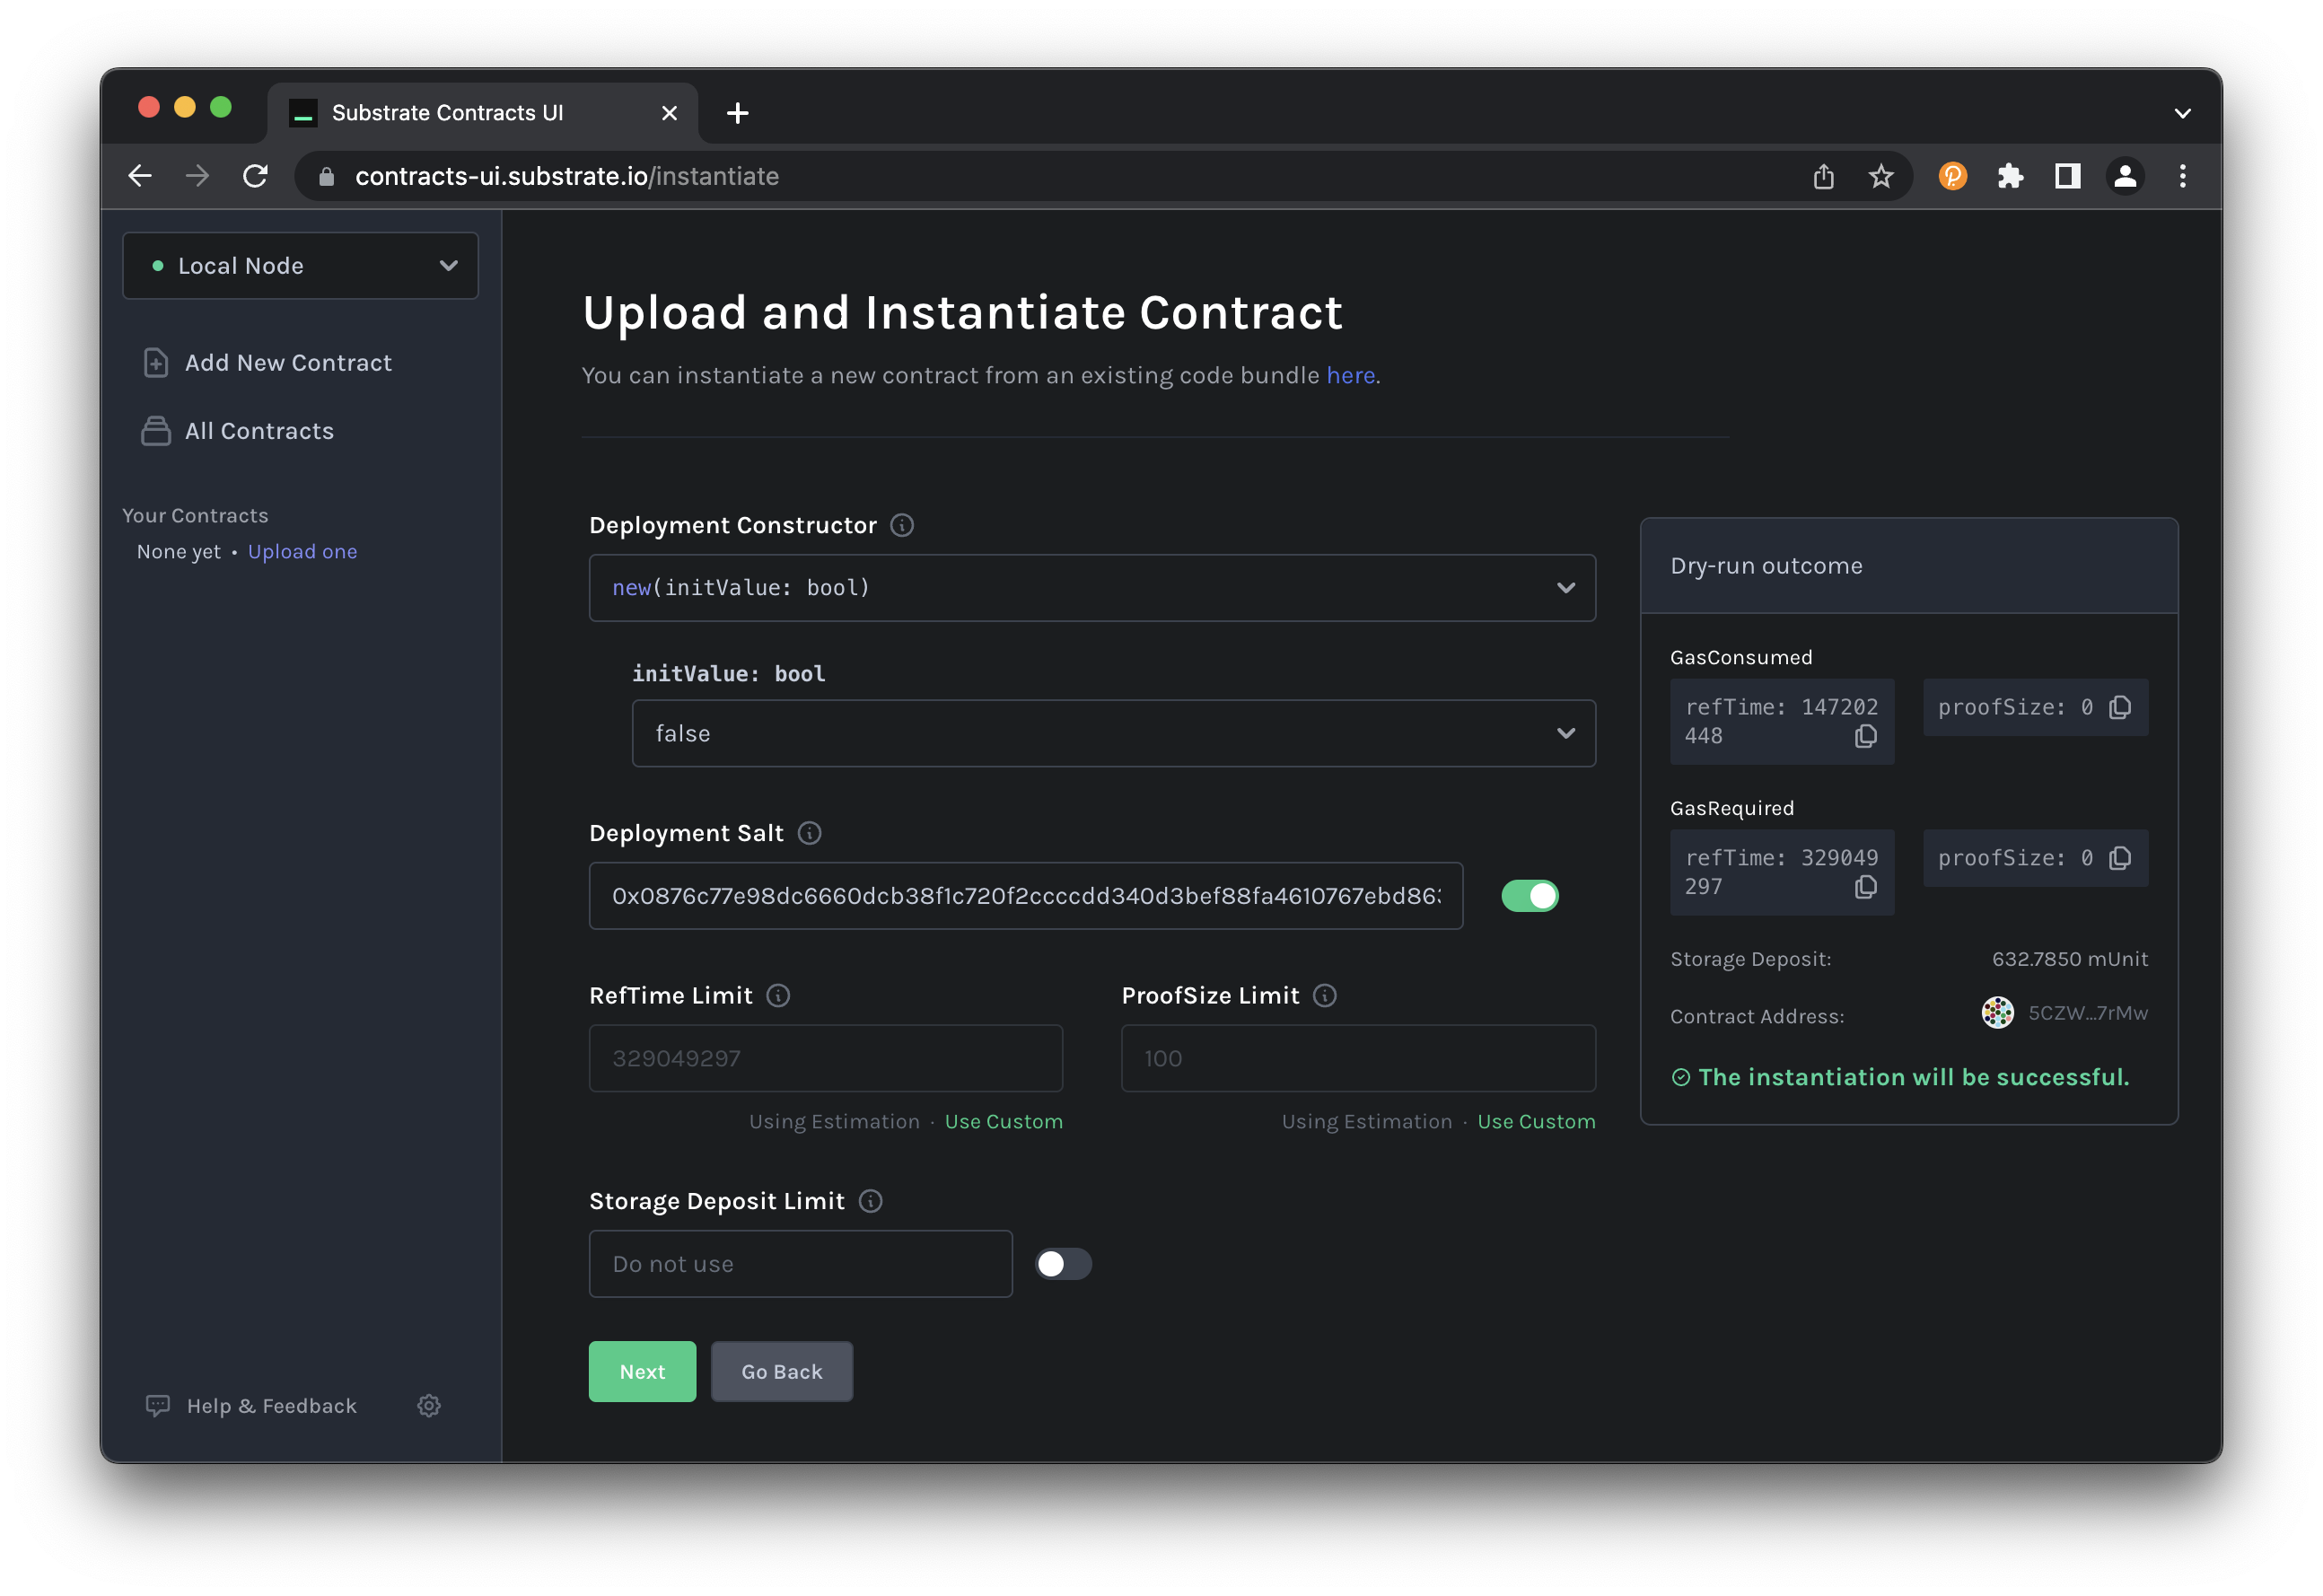 Substrate Contracts UI
contracts-ui.substrate.io/instantiate
Local Node
Add New Contract
All Contracts
Your Contracts
None yet • Upload one
Help & Feedback
Upload and Instantiate Contract
You can instantiate a new contract from an existing code bundle here.
Deployment Constructor
new(initValue: bool)
initValue: bool
false
Deployment Salt
0x0876c77e98dc6660dcb38f1c720f2ccccdd340d3bef88fa4610767ebd863
RefTime Limit
329049297
Using Estimation · Use Custom
ProofSize Limit
100
Using Estimation · Use Custom
Storage Deposit Limit
Do not use
Next
Go Back
Dry-run outcome
GasConsumed
refTime: 147202
448
proofSize: 0
GasRequired
refTime: 329049
297
proofSize: 0
Storage Deposit: 632.7850 mUnit
Contract Address: 5CZW...7rMw
The instantiation will be successful.